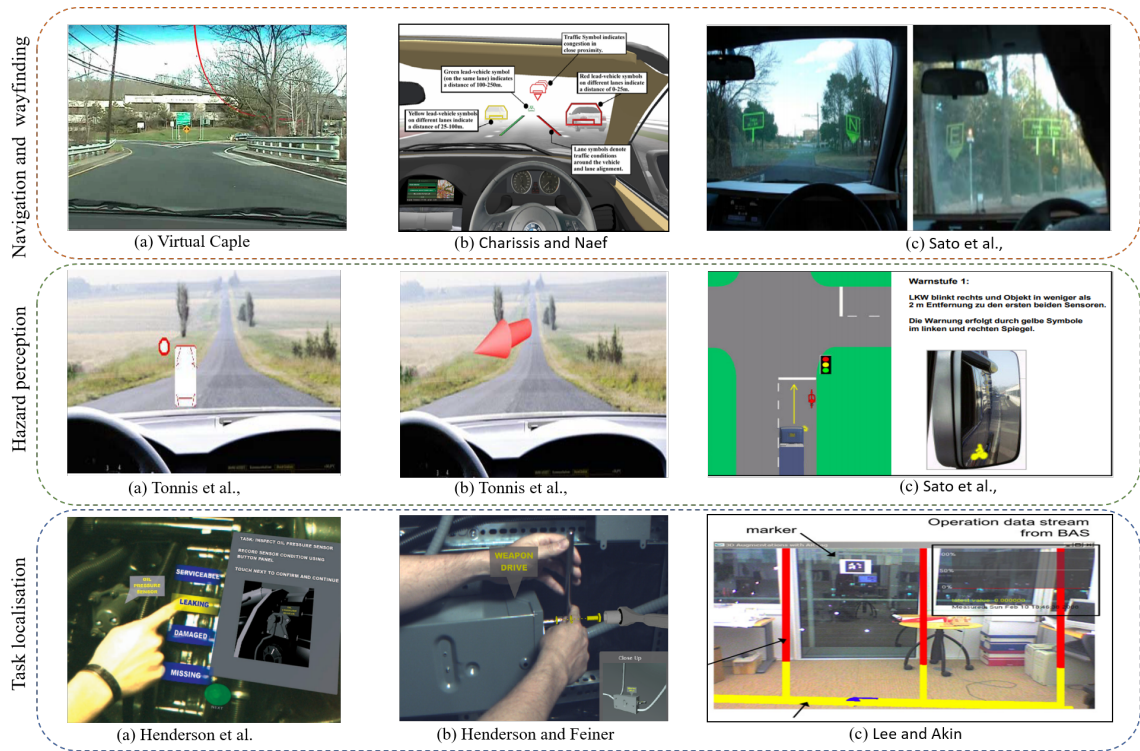 Navigation and wayfinding
Traffic Symbol indicates
congestion in
close proximity.
Green lead-vehicle symbol
(on the same lane) indicates
a distance of 100-250m.
Red lead-vehicle symbols
on different lanes indicate
a distance of 0-25m.
Yellow lead-vehicle symbols
on different lanes indicate
a distance of 25-100m.
Lane symbols denote
traffic conditions
around the vehicle
and lane alignment.
(a) Virtual Caple
(b) Charissis and Naef
(c) Sato et al.,
Hazard perception
Warnstufe 1:
LKW blinkt rechts und Objekt in weniger als
2 m Entfernung zu den ersten beiden Sensoren.
Die Warnung erfolgt durch gelbe Symbole
im linken und rechten Spiegel.
(a) Tonnis et al.,
(b) Tonnis et al.,
(c) Sato et al.,
Task localisation
OIL
PRESSURE
SENSOR
SERVICEABLE
LEAKING
DAMAGED
MISSING
NEXT
TASK: INSPECT OIL PRESSURE SENSOR
RECORD SENSOR CONDITION USING
BUTTON PANEL
TOUCH NEXT TO CONFIRM AND CONTINUE
WEAPON
DRIVE
Close Up
marker
Operation data stream
from BAS
100%
50%
0%
(a) Henderson et al.
(b) Henderson and Feiner
(c) Lee and Akin